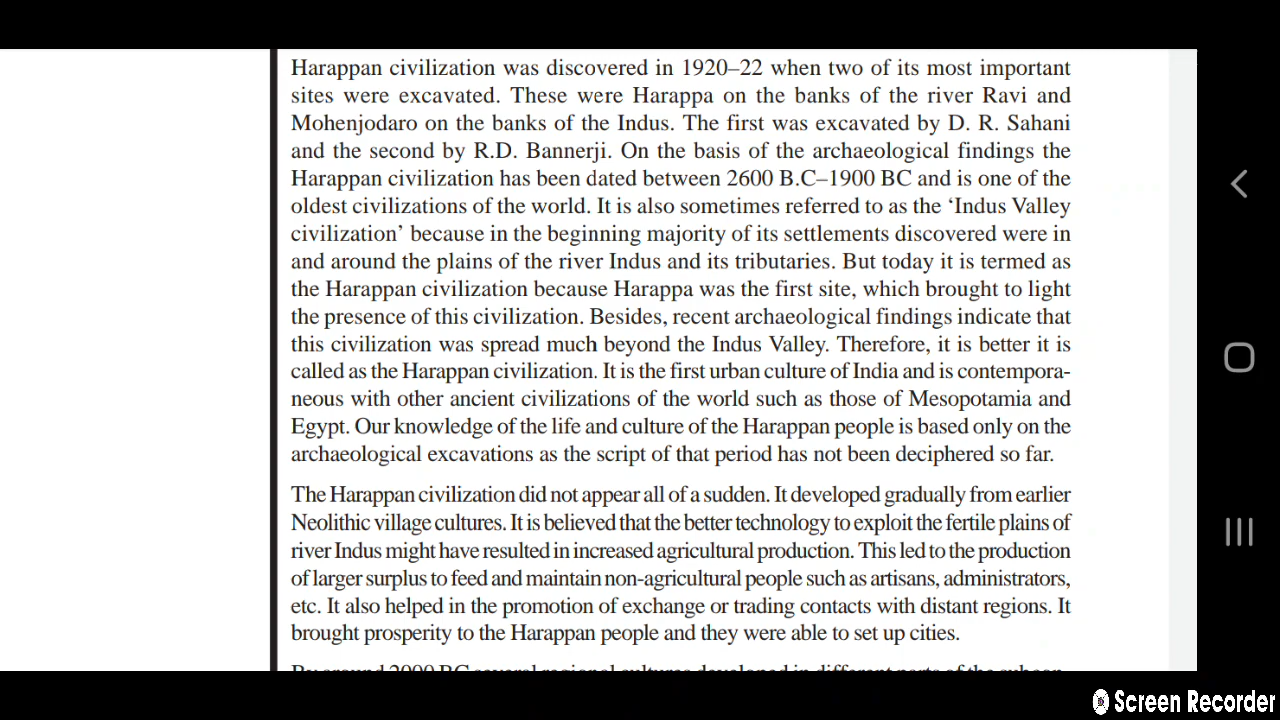 Harappan civilization was discovered in 1920–22 when two of its most important
sites were excavated. These were Harappa on the banks of the river Ravi and
Mohenjodaro on the banks of the Indus. The first was excavated by D. R. Sahani
and the second by R.D. Bannerji. On the basis of the archaeological findings the
Harappan civilization has been dated between 2600 B.C–1900 BC and is one of the
oldest civilizations of the world. It is also sometimes referred to as the ‘Indus Valley
civilization’ because in the beginning majority of its settlements discovered were in
and around the plains of the river Indus and its tributaries. But today it is termed as
the Harappan civilization because Harappa was the first site, which brought to light
the presence of this civilization. Besides, recent archaeological findings indicate that
this civilization was spread much beyond the Indus Valley. Therefore, it is better it is
called as the Harappan civilization. It is the first urban culture of India and is contempora-
neous with other ancient civilizations of the world such as those of Mesopotamia and
Egypt. Our knowledge of the life and culture of the Harappan people is based only on the
archaeological excavations as the script of that period has not been deciphered so far.
The Harappan civilization did not appear all of a sudden. It developed gradually from earlier
Neolithic village cultures. It is believed that the better technology to exploit the fertile plains of
river Indus might have resulted in increased agricultural production. This led to the production
of larger surplus to feed and maintain non-agricultural people such as artisans, administrators,
etc. It also helped in the promotion of exchange or trading contacts with distant regions. It
brought prosperity to the Harappan people and they were able to set up cities.
By around 2000 BC several regional cultures developed in different parts of the subcon-
Screen Recorder